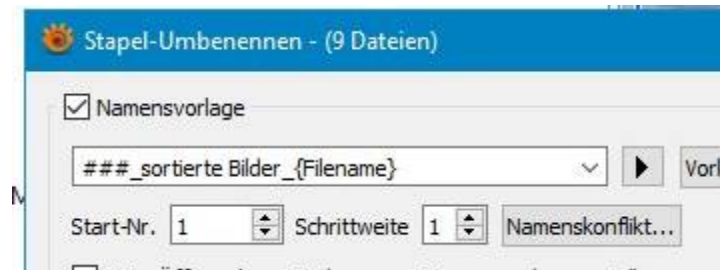 Stapel-Umbenennen - (9 Dateien)
Namensvorlage
###_sortierte Bilder_{Filename}
Start-Nr. 1 Schrittweite 1 Namenskonflikt...